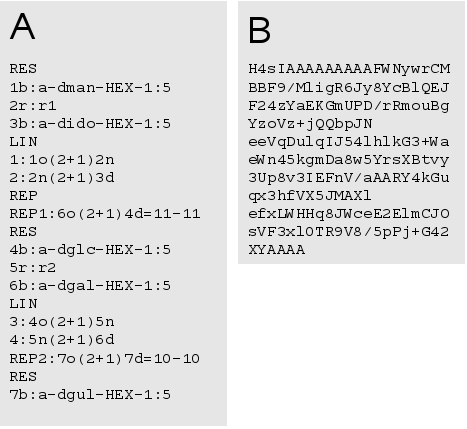 A
RES
1b:a-dman-HEX-1:5
2r:r1
3b:a-dido-HEX-1:5
LIN
1:1o(2+1)2n
2:2n(2+1)3d
REP
REP1:6o(2+1)4d=11-11
RES
4b:a-dglc-HEX-1:5
5r:r2
6b:a-dgal-HEX-1:5
LIN
3:4o(2+1)5n
4:5n(2+1)6d
REP2:7o(2+1)7d=10-10
RES
7b:a-dgul-HEX-1:5
B
H4sIAAAAAAAAAFWNywrCM
BBF9/MligR6Jy8YcBlQEJ
F24zYaEKGmUPD/rRmouBg
YzoVz+jQQbpJN
eeVqDulqIJ54lhlkG3+Wa
eWn45kgmDa8w5YrsXBtvy
3Up8v3IEFnV/aAARY4kGu
qx3hfVX5JMAXl
efxLWHHq8JWceE2ElmCJO
sVF3xl0TR9V8/5pPj+G42
XYAAAA